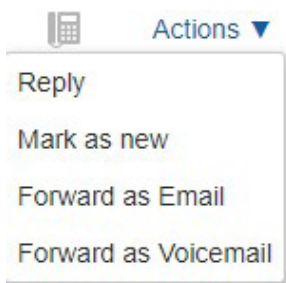 Actions ▼
Reply
Mark as new
Forward as Email
Forward as Voicemail